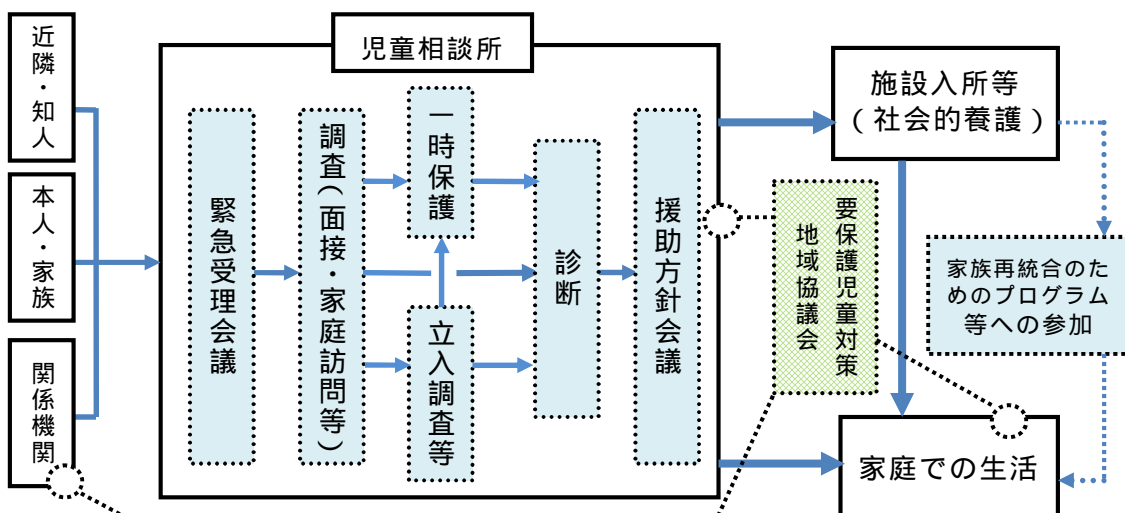 近隣・知人
本人・家族
関係機関
児童相談所
緊急受理会議
調査(面接・家庭訪問等)
一時保護
立入調査等
診断
援助方針会議
要保護児童対策
地域協議会
施設入所等
(社会的養護)
家族再統合のた
めのプログラム
等への参加
家庭での生活